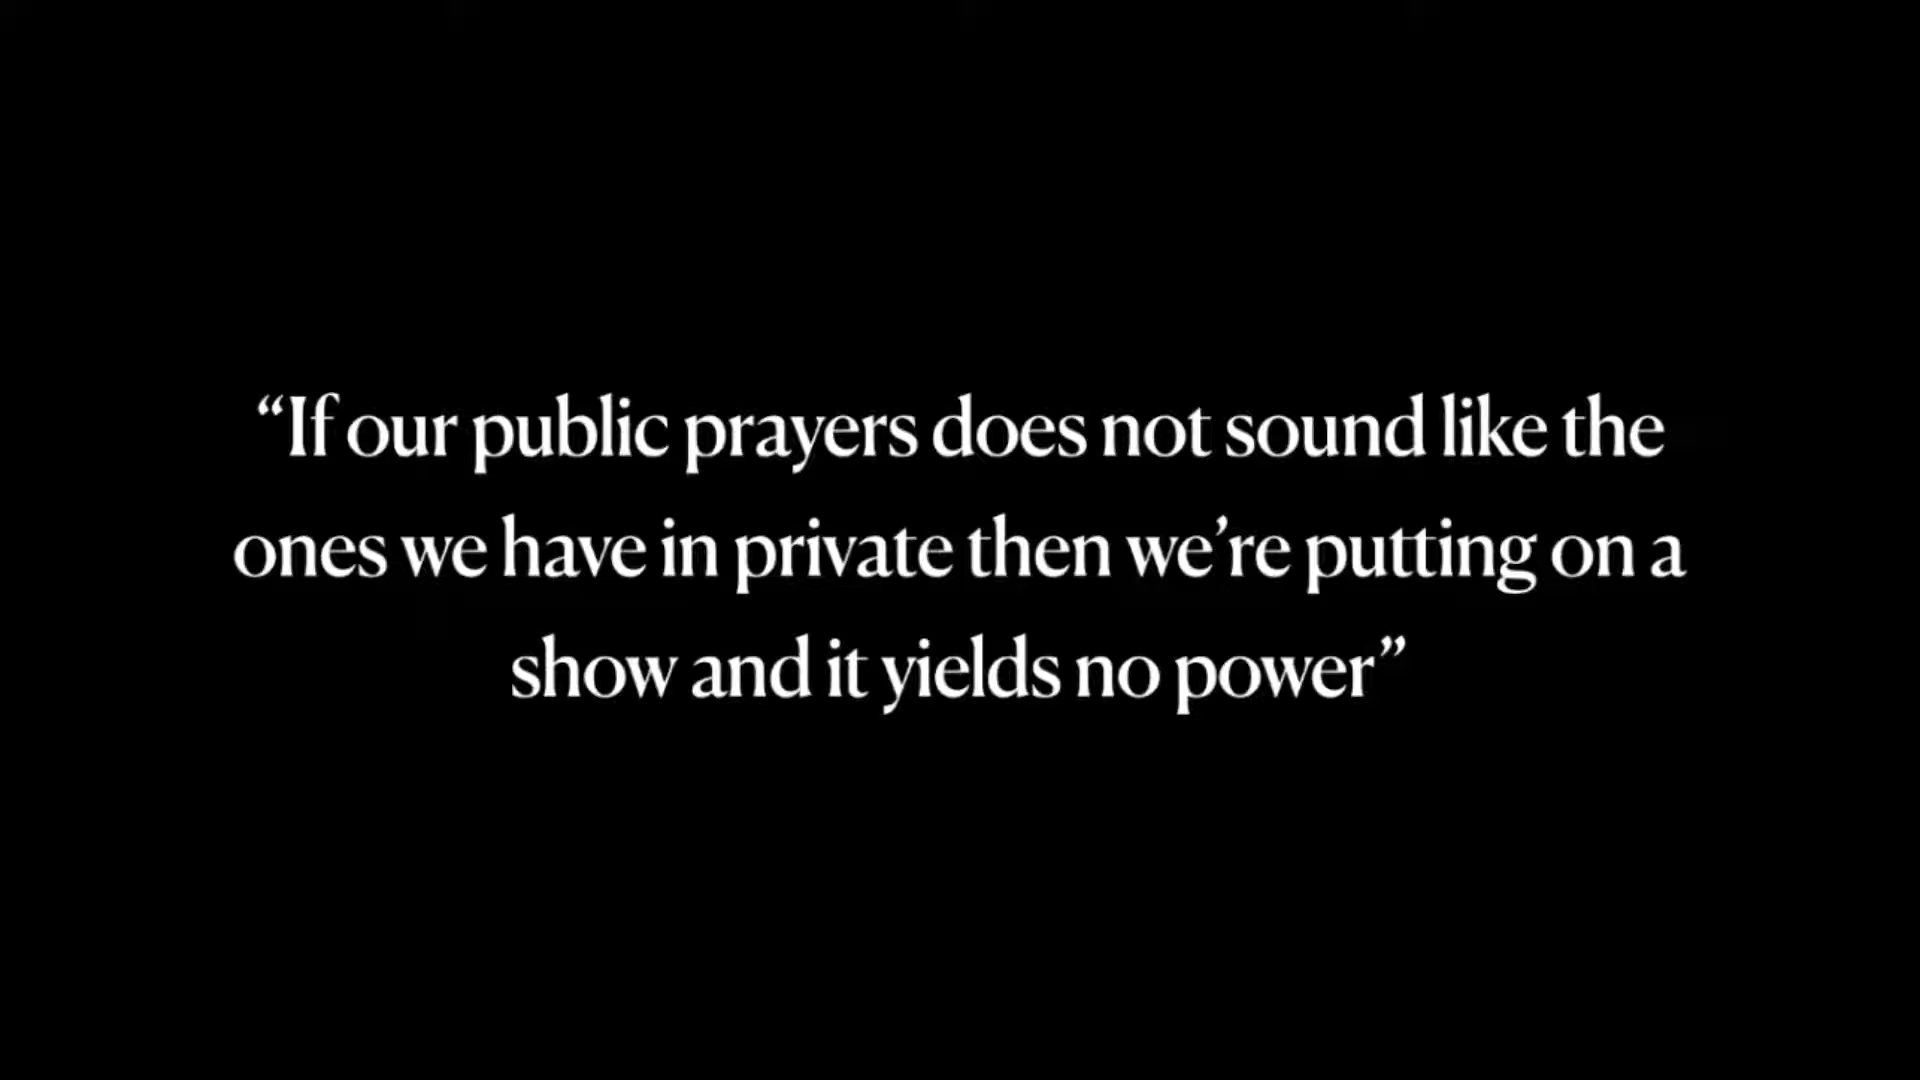 “If our public prayers does not sound like the
ones we have in private then we’re putting on a
show and it yields no power”